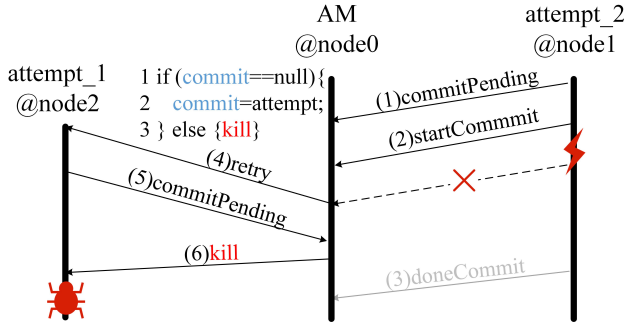 AM
@node0
attempt_2
@node1
attempt_1
@node2
1 if (commit==null){
2 commit=attempt;
3 } else {kill}
(1)commitPending
(2)startCommmit
(4)retry
(5)commitPending
(6)kill
(3)doneCommit